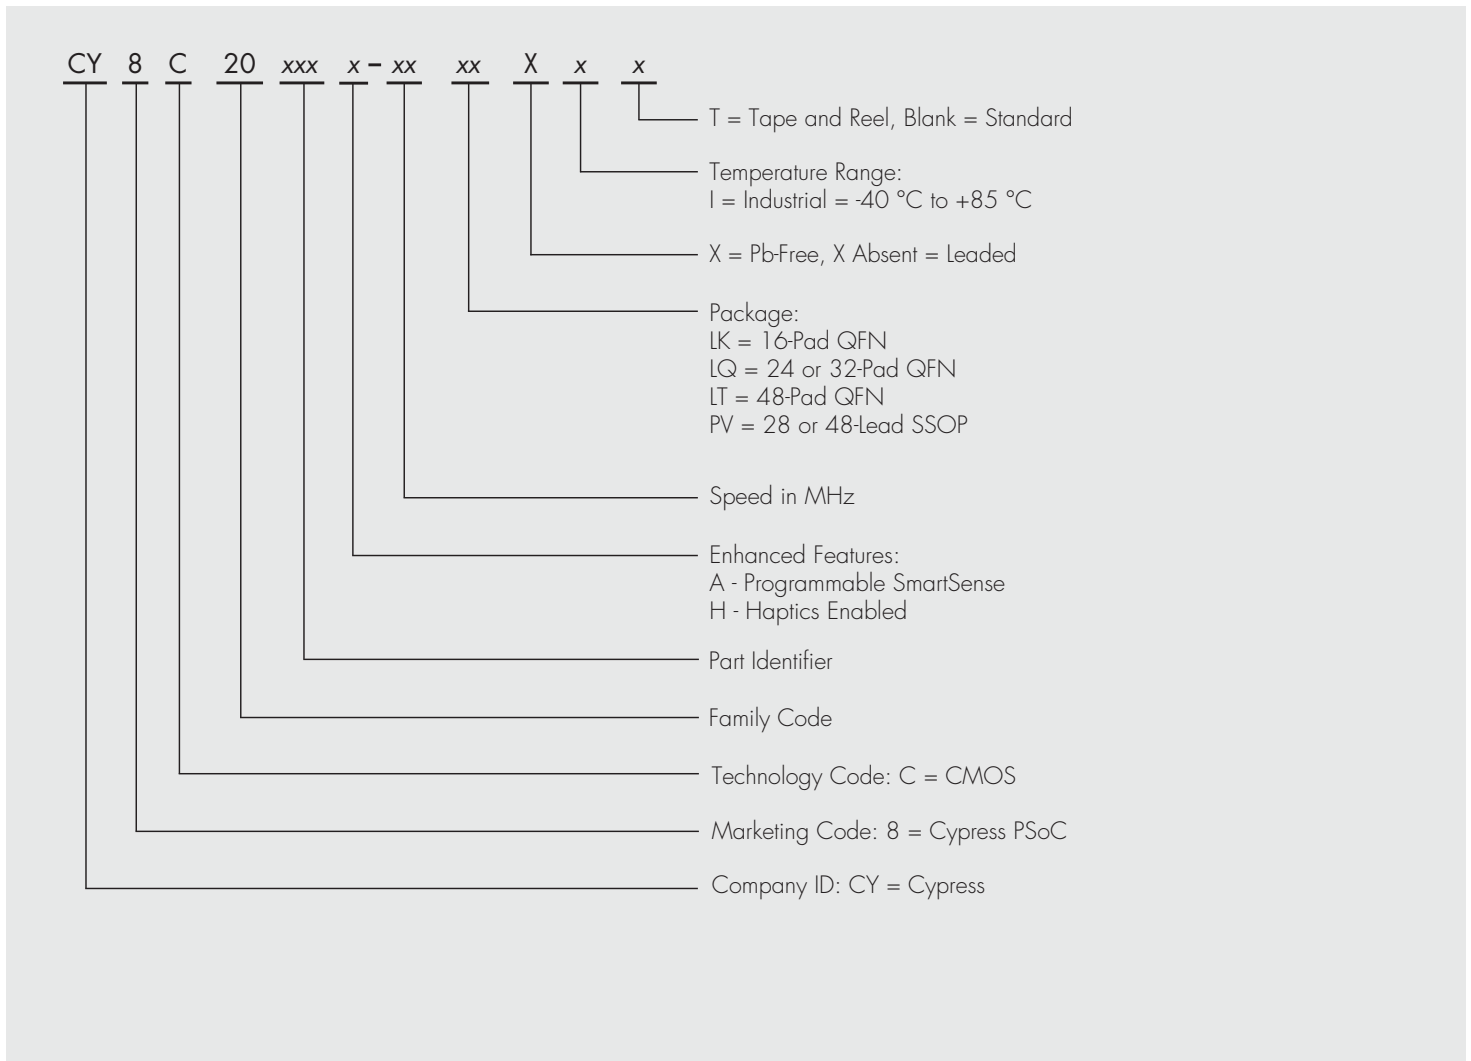 CY 8 C 20 xxx x - xx xx X x x
T = Tape and Reel, Blank = Standard
Temperature Range:
I = Industrial = -40 °C to +85 °C
X = Pb-Free, X Absent = Leaded
Package:
LK = 16-Pad QFN
LQ = 24 or 32-Pad QFN
LT = 48-Pad QFN
PV = 28 or 48-Lead SSOP
Speed in MHz
Enhanced Features:
A - Programmable SmartSense
H - Haptics Enabled
Part Identifier
Family Code
Technology Code: C = CMOS
Marketing Code: 8 = Cypress PSoC
Company ID: CY = Cypress